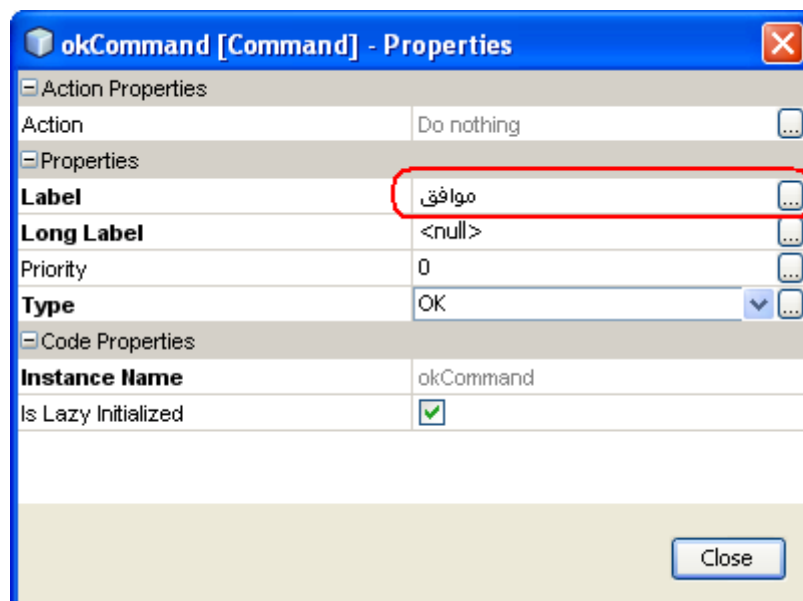 okCommand [Command] - Properties
Action Properties
Action Do nothing ...
Properties
Label موافق ...
Long Label <null> ...
Priority 0 ...
Type OK ...
Code Properties
Instance Name okCommand
Is Lazy Initialized
Close